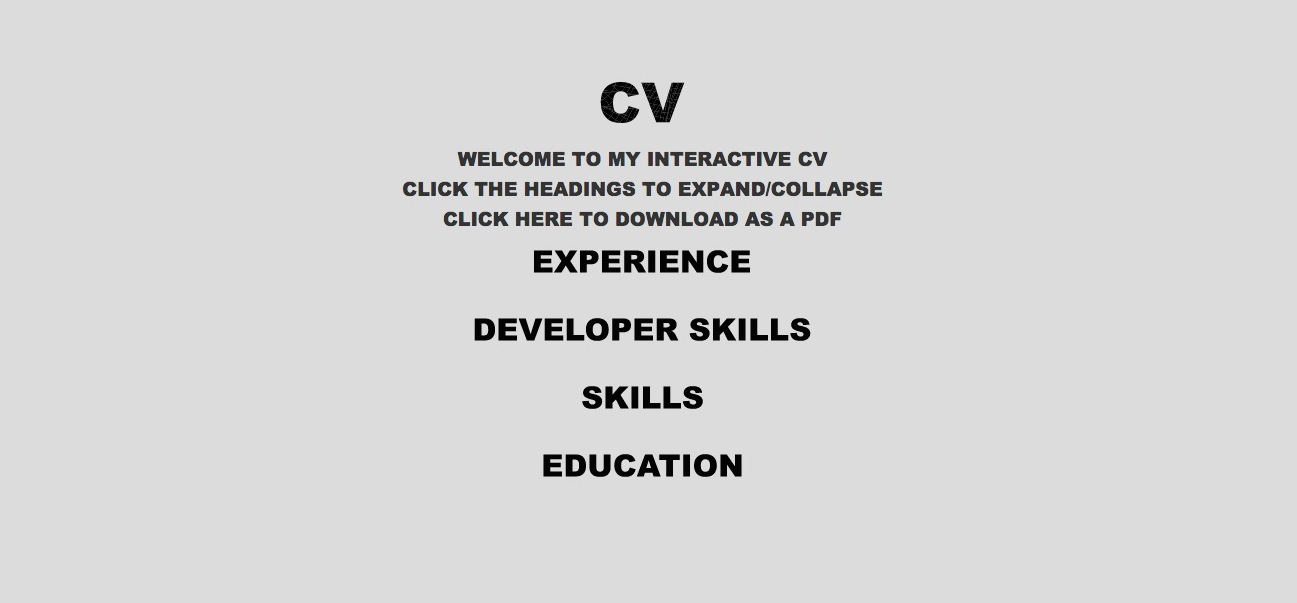 CV
WELCOME TO MY INTERACTIVE CV
CLICK THE HEADINGS TO EXPAND/COLLAPSE
CLICK HERE TO DOWNLOAD AS A PDF
EXPERIENCE
DEVELOPER SKILLS
SKILLS
EDUCATION